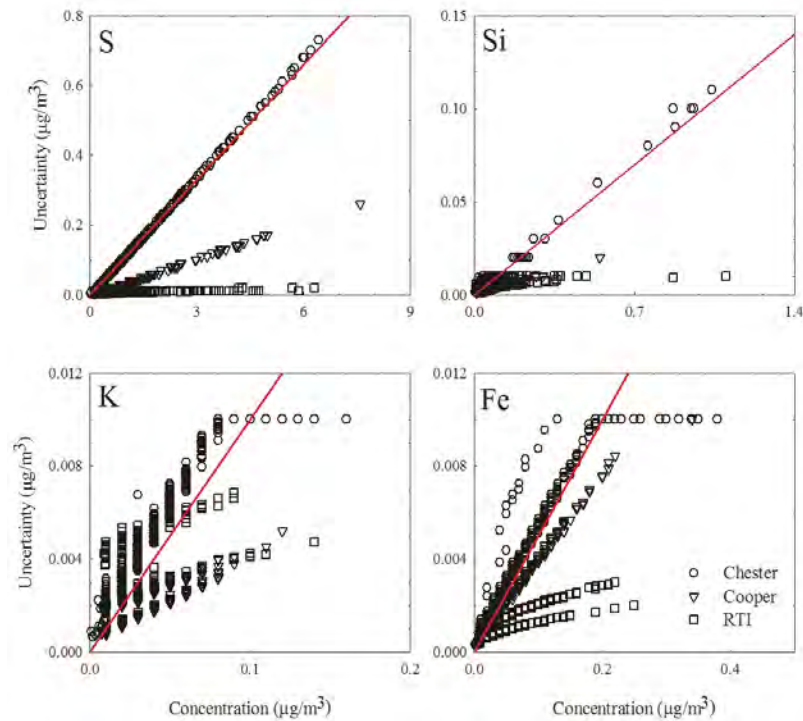 S
Si
0.8
0.6
0.4
0.2
0.0
0
3
6
9
0.15
0.10
0.05
0.00
0.0
0.7
1.4
Uncertainty (µg/m³)
K
Fe
0.012
0.008
0.004
0.000
0.0
0.1
0.2
0.012
0.008
0.004
0.000
0.0
0.2
0.4
Uncertainty (µg/m³)
Chester
Cooper
RTI
Concentration (µg/m³)
Concentration (µg/m³)